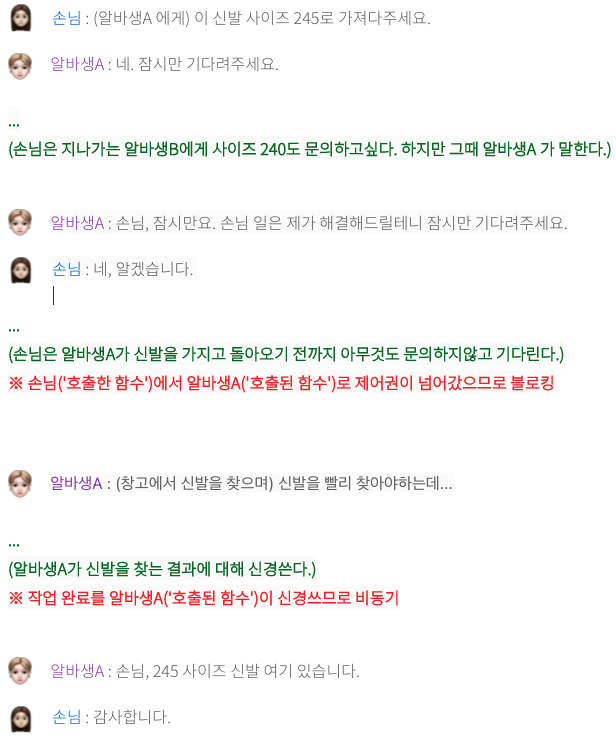 손님 : (알바생A 에게) 이 신발 사이즈 245로 가져다주세요.
알바생A : 네. 잠시만 기다려주세요.
...
(손님은 지나가는 알바생B에게 사이즈 240도 문의하고싶다. 하지만 그때 알바생A 가 말한다.)
알바생A : 손님, 잠시만요. 손님 일은 제가 해결해드릴테니 잠시만 기다려주세요.
손님 : 네, 알겠습니다.
...
(손님은 알바생A가 신발을 가지고 돌아오기 전까지 아무것도 문의하지않고 기다린다.)
※ 손님('호출한 함수')에서 알바생A('호출된 함수')로 제어권이 넘어갔으므로 블로킹
알바생A : (창고에서 신발을 찾으며) 신발을 빨리 찾아야하는데...
...
(알바생A가 신발을 찾는 결과에 대해 신경쓴다.)
※ 작업 완료를 알바생A('호출된 함수')이 신경쓰므로 비동기
알바생A : 손님, 245 사이즈 신발 여기 있습니다.
손님 : 감사합니다.